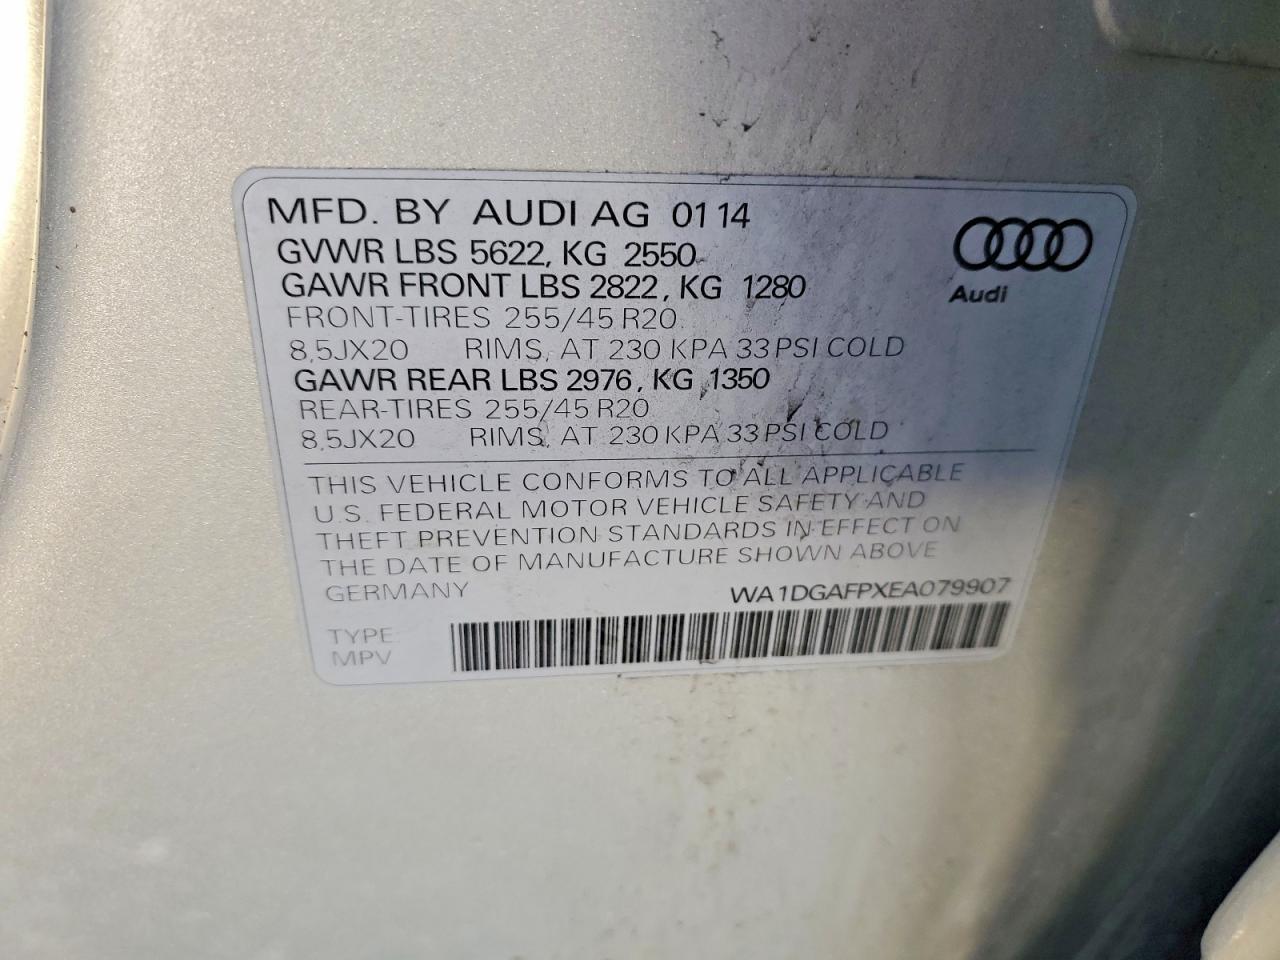 MFD. BY AUDI AG 01 14
GVWR LBS 5622, KG 2550
GAWR FRONT LBS 2822, KG 1280
FRONT-TIRES 255/45 R20
8,5JX20 RIMS, AT 230 KPA 33 PSI COLD
GAWR REAR LBS 2976, KG 1350
REAR-TIRES 255/45 R20
8,5JX20 RIMS, AT 230 KPA 33 PSI COLD
Audi
THIS VEHICLE CONFORMS TO ALL APPLICABLE
U.S. FEDERAL MOTOR VEHICLE SAFETY AND
THEFT PREVENTION STANDARDS IN EFFECT ON
THE DATE OF MANUFACTURE SHOWN ABOVE
GERMANY WA1DGAFPXEA079907
TYPE:
MPV